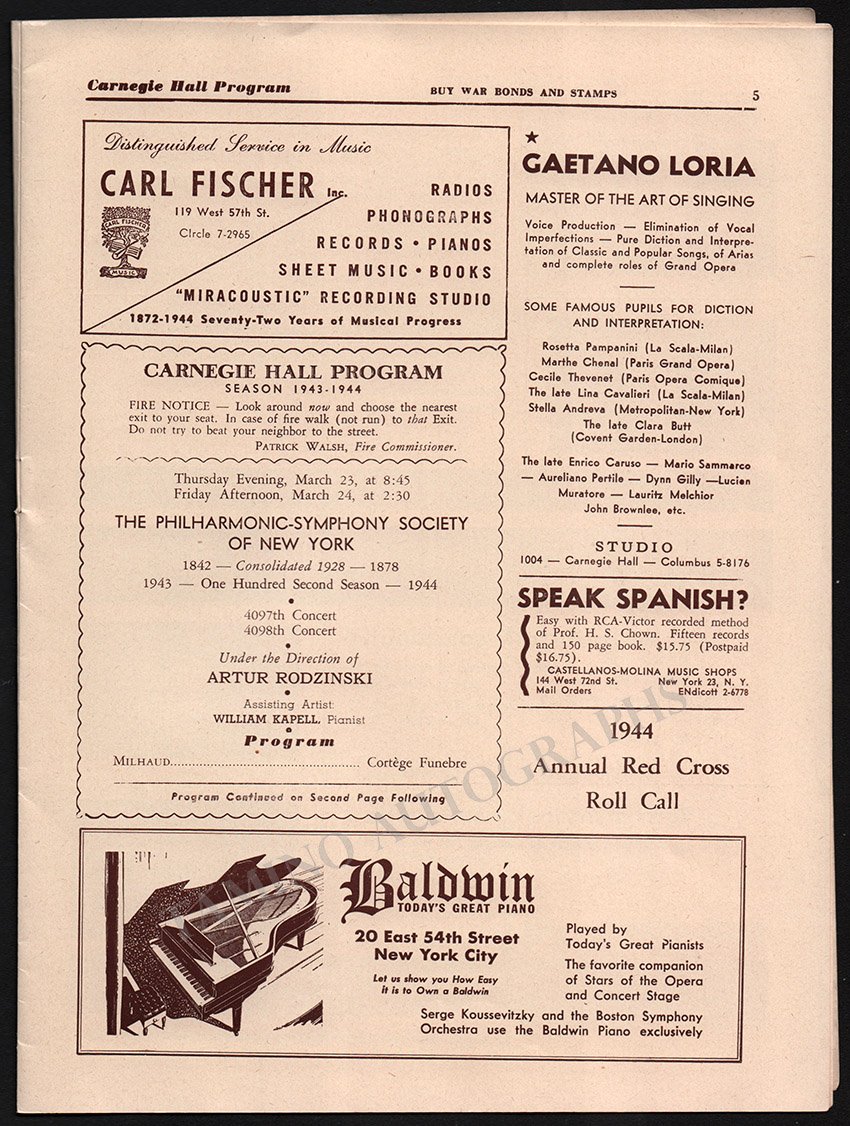 Carnegie Hall Program
BUY WAR BONDS AND STAMPS
5
Distinguished Service in Music
CARL FISCHER Inc.
119 West 57th St.
CIrcle 7-2965
CARL FISCHER
MUSIC
RADIOS
PHONOGRAPHS
RECORDS • PIANOS
SHEET MUSIC • BOOKS
"MIRACOUSTIC" RECORDING STUDIO
1872-1944 Seventy-Two Years of Musical Progress
CARNEGIE HALL PROGRAM
SEASON 1943-1944
FIRE NOTICE — Look around now and choose the nearest
exit to your seat. In case of fire walk (not run) to that Exit.
Do not try to beat your neighbor to the street.
PATRICK WALSH, Fire Commissioner.
Thursday Evening, March 23, at 8:45
Friday Afternoon, March 24, at 2:30
THE PHILHARMONIC-SYMPHONY SOCIETY
OF NEW YORK
1842 — Consolidated 1928 — 1878
1943 — One Hundred Second Season — 1944
•
4097th Concert
4098th Concert
•
Under the Direction of
ARTUR RODZINSKI
•
Assisting Artist:
WILLIAM KAPELL, Pianist
Program
MILHAUD.................................................. Cortège Funebre
Program Continued on Second Page Following
★
GAETANO LORIA
MASTER OF THE ART OF SINGING
Voice Production — Elimination of Vocal
Imperfections — Pure Diction and Interpre-
tation of Classic and Popular Songs, of Arias
and complete roles of Grand Opera
SOME FAMOUS PUPILS FOR DICTION
AND INTERPRETATION:
Rosetta Pampanini (La Scala-Milan)
Marthe Chenal (Paris Grand Opera)
Cecile Thevenet (Paris Opera Comique)
The late Lina Cavalieri (La Scala-Milan)
Stella Andreva (Metropolitan-New York)
The late Clara Butt
(Covent Garden-London)
The late Enrico Caruso — Mario Sammarco
— Aureliano Pertile — Dynn Gilly —Lucien
Muratore — Lauritz Melchior
John Brownlee, etc.
STUDIO
1004 — Carnegie Hall — Columbus 5-8176
SPEAK SPANISH?
Easy with RCA-Victor recorded method
of Prof. H. S. Chown. Fifteen records
and 150 page book. $15.75 (Postpaid
$16.75).
CASTELLANOS-MOLINA MUSIC SHOPS
144 West 72nd St. New York 23, N. Y.
Mail Orders ENdicott 2-6778
1944
Annual Red Cross
Roll Call
Baldwin
TODAY'S GREAT PIANO
20 East 54th Street
New York City
Let us show you How Easy
it is to Own a Baldwin
Played by
Today's Great Pianists
The favorite companion
of Stars of the Opera
and Concert Stage
Serge Koussevitzky and the Boston Symphony
Orchestra use the Baldwin Piano exclusively
TAMINO AUTOGRAPHS